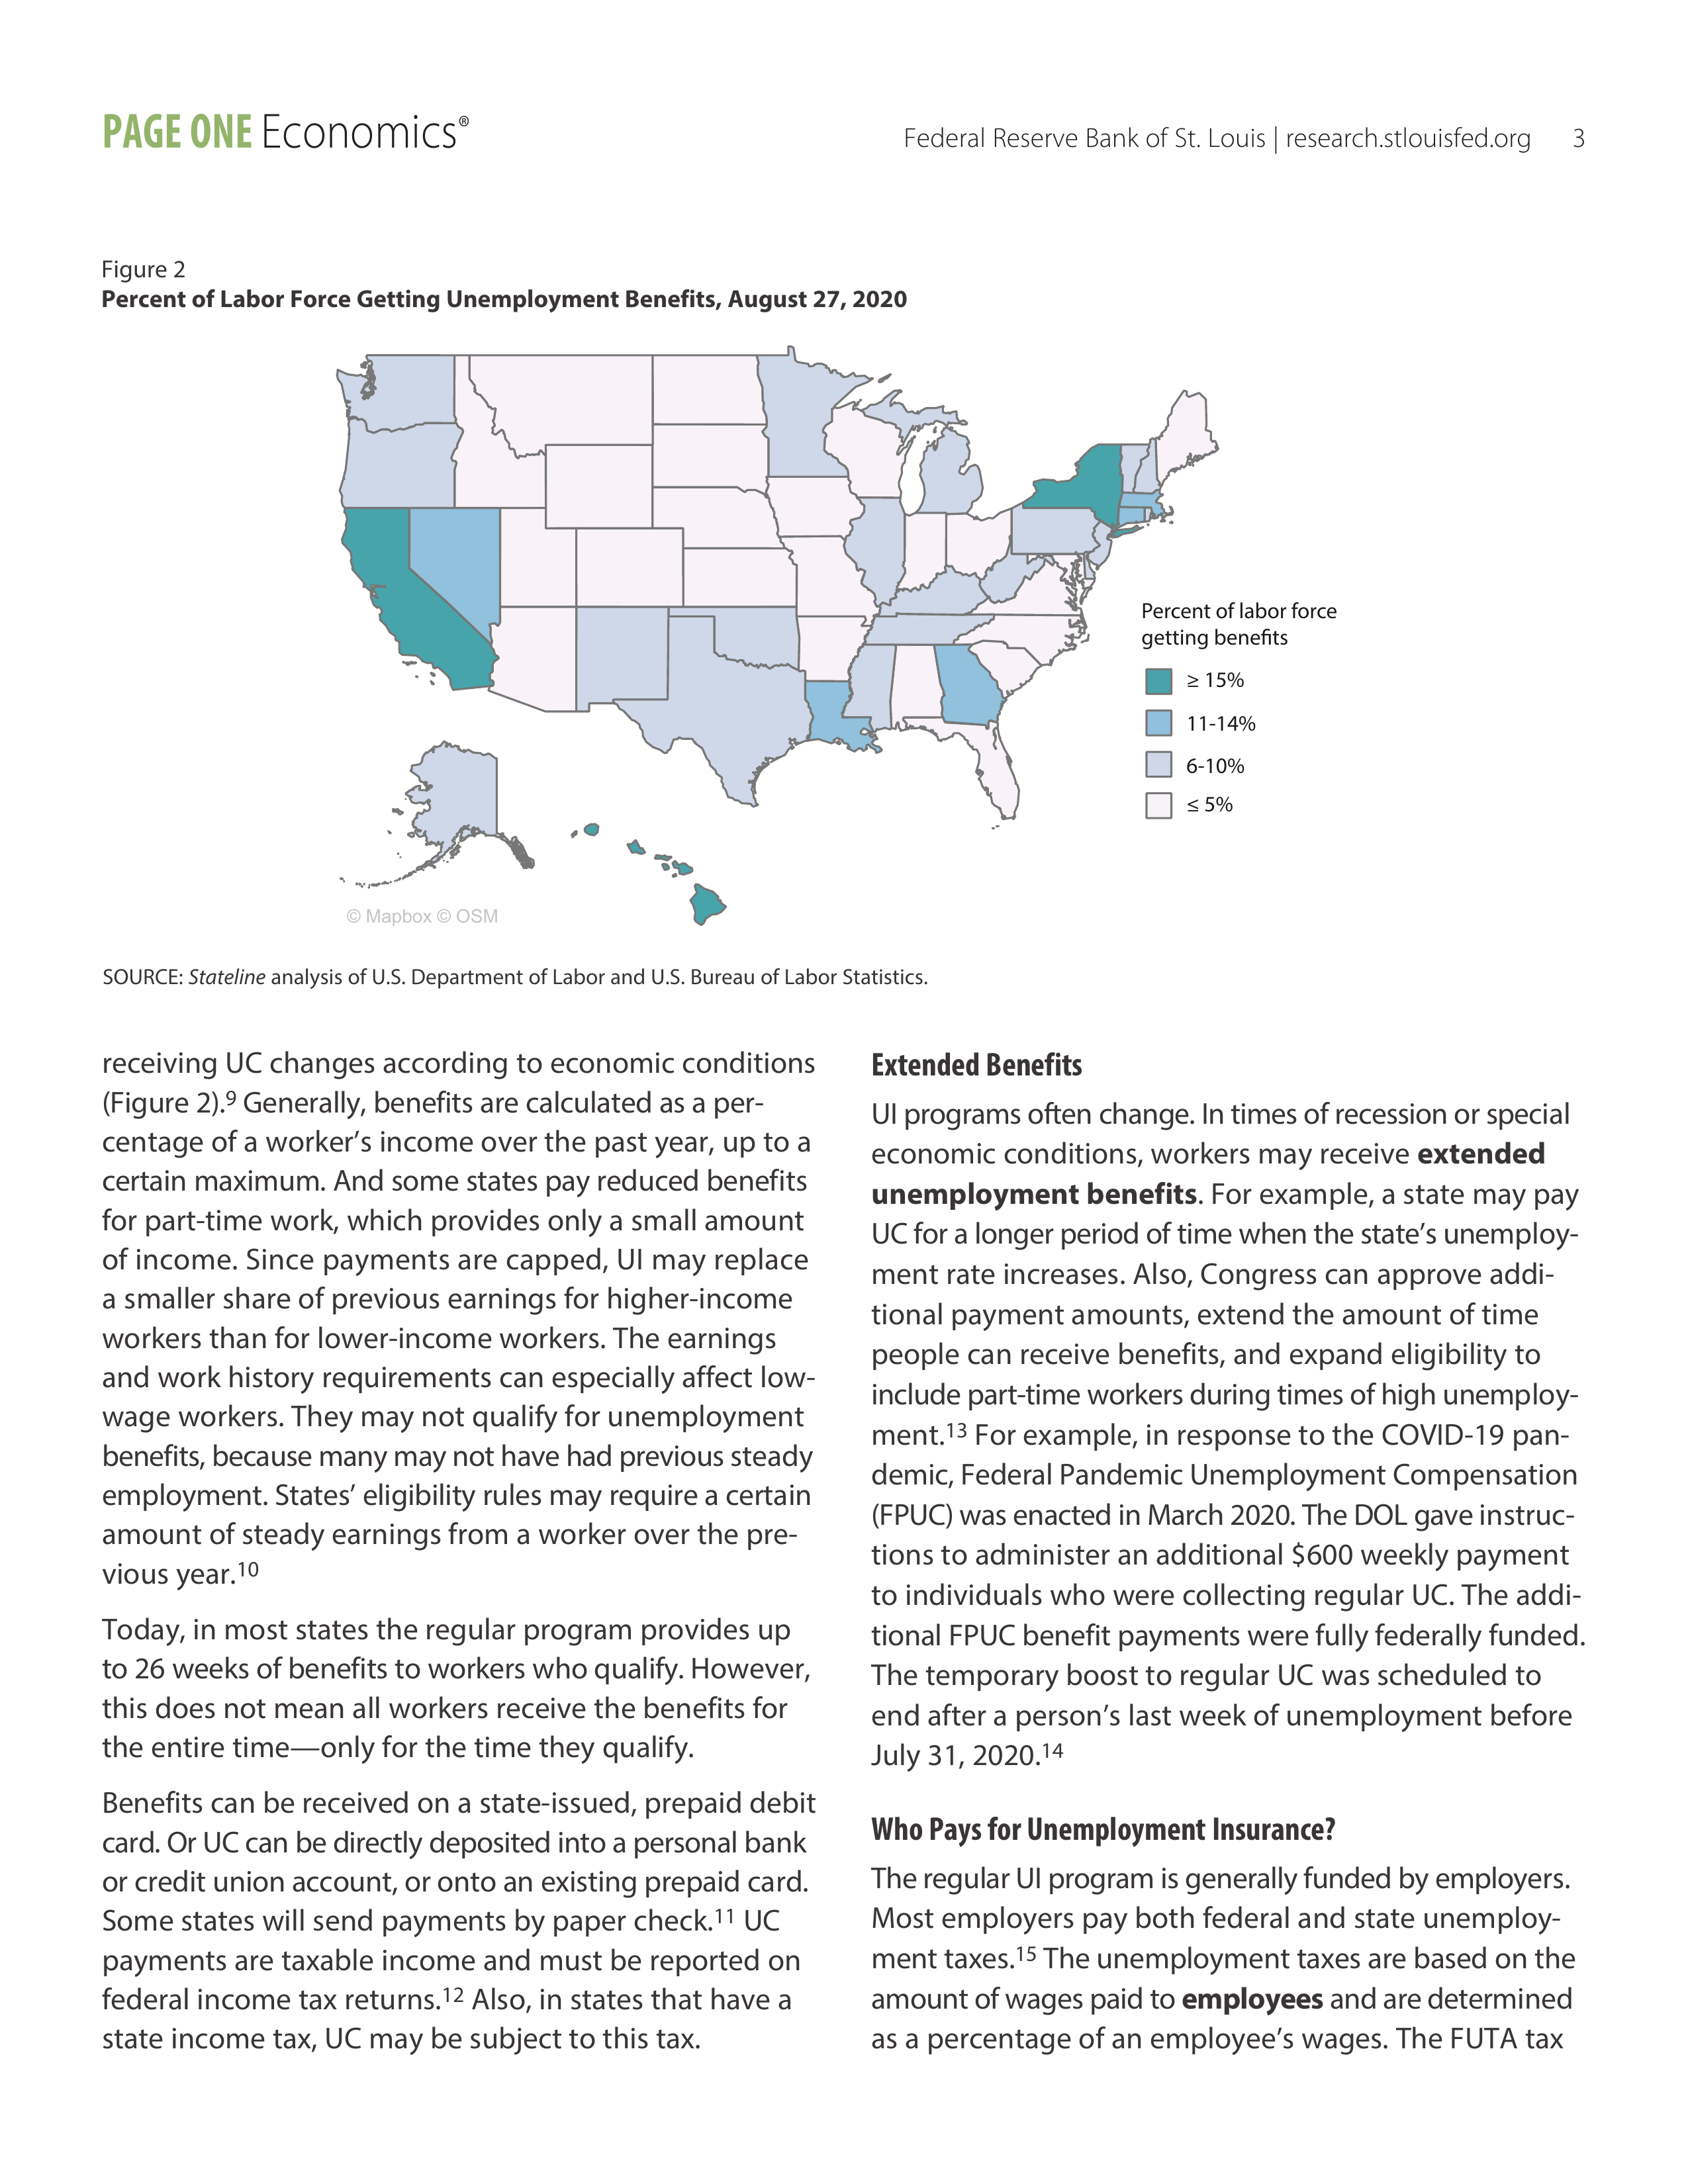 PAGE ONE Economics®
Federal Reserve Bank of St. Louis | research.stlouisfed.org 3
Figure 2
Percent of Labor Force Getting Unemployment Benefits, August 27, 2020
Percent of labor force
getting benefits
≥ 15%
11-14%
6-10%
≤ 5%
© Mapbox © OSM
SOURCE: Stateline analysis of U.S. Department of Labor and U.S. Bureau of Labor Statistics.
receiving UC changes according to economic conditions
(Figure 2).9 Generally, benefits are calculated as a per-
centage of a worker’s income over the past year, up to a
certain maximum. And some states pay reduced benefits
for part-time work, which provides only a small amount
of income. Since payments are capped, UI may replace
a smaller share of previous earnings for higher-income
workers than for lower-income workers. The earnings
and work history requirements can especially affect low-
wage workers. They may not qualify for unemployment
benefits, because many may not have had previous steady
employment. States’ eligibility rules may require a certain
amount of steady earnings from a worker over the pre-
vious year.10
Today, in most states the regular program provides up
to 26 weeks of benefits to workers who qualify. However,
this does not mean all workers receive the benefits for
the entire time—only for the time they qualify.
Benefits can be received on a state-issued, prepaid debit
card. Or UC can be directly deposited into a personal bank
or credit union account, or onto an existing prepaid card.
Some states will send payments by paper check.11 UC
payments are taxable income and must be reported on
federal income tax returns.12 Also, in states that have a
state income tax, UC may be subject to this tax.
Extended Benefits
UI programs often change. In times of recession or special
economic conditions, workers may receive extended
unemployment benefits. For example, a state may pay
UC for a longer period of time when the state’s unemploy-
ment rate increases. Also, Congress can approve addi-
tional payment amounts, extend the amount of time
people can receive benefits, and expand eligibility to
include part-time workers during times of high unemploy-
ment.13 For example, in response to the COVID-19 pan-
demic, Federal Pandemic Unemployment Compensation
(FPUC) was enacted in March 2020. The DOL gave instruc-
tions to administer an additional $600 weekly payment
to individuals who were collecting regular UC. The addi-
tional FPUC benefit payments were fully federally funded.
The temporary boost to regular UC was scheduled to
end after a person’s last week of unemployment before
July 31, 2020.14
Who Pays for Unemployment Insurance?
The regular UI program is generally funded by employers.
Most employers pay both federal and state unemploy-
ment taxes.15 The unemployment taxes are based on the
amount of wages paid to employees and are determined
as a percentage of an employee’s wages. The FUTA tax